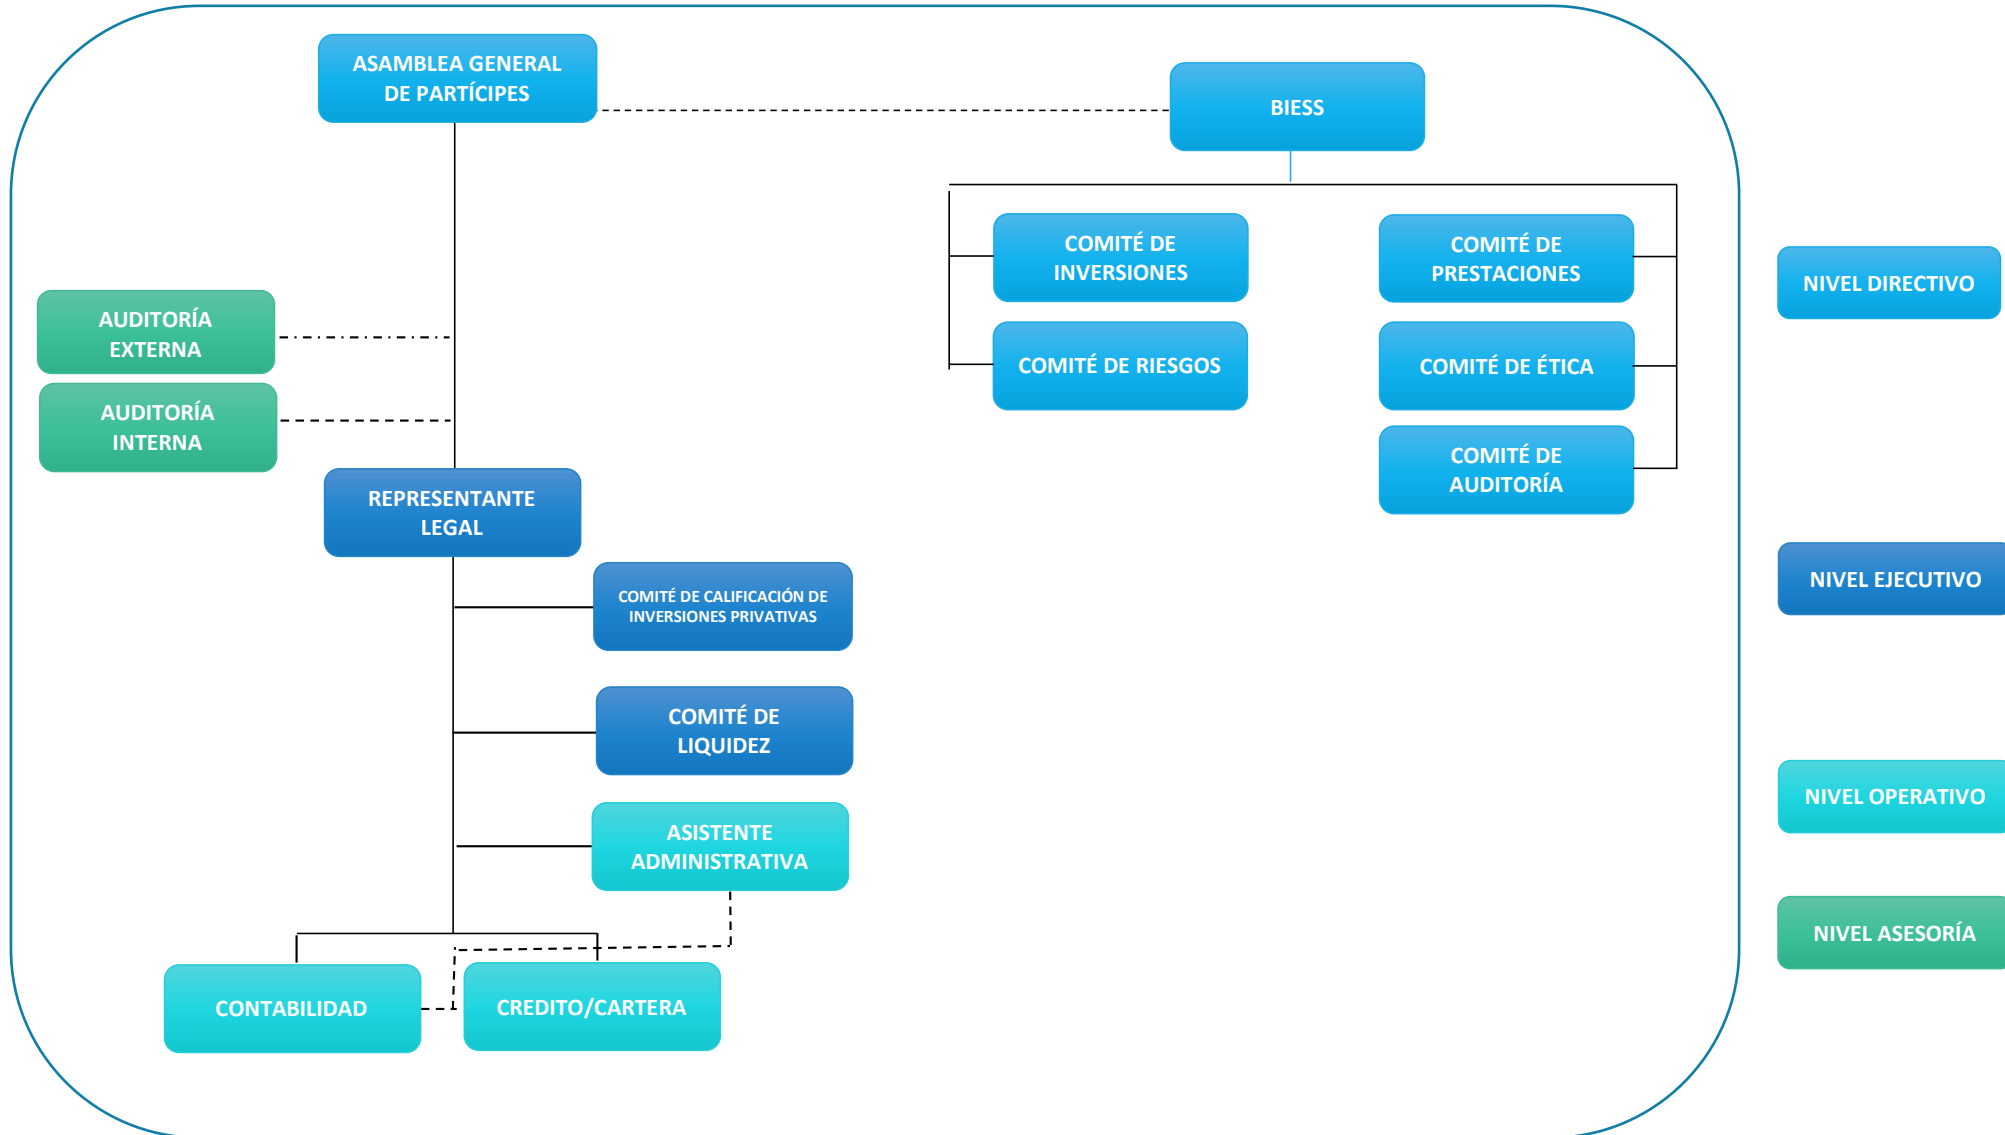 ASAMBLEA GENERAL
DE PARTÍCIPES
BIESS
COMITÉ DE
INVERSIONES
COMITÉ DE
PRESTACIONES
NIVEL DIRECTIVO
AUDITORÍA
EXTERNA
COMITÉ DE RIESGOS
COMITÉ DE ÉTICA
AUDITORÍA
INTERNA
COMITÉ DE
AUDITORÍA
REPRESENTANTE
LEGAL
NIVEL EJECUTIVO
COMITÉ DE CALIFICACIÓN DE
INVERSIONES PRIVATIVAS
COMITÉ DE
LIQUIDEZ
NIVEL OPERATIVO
ASISTENTE
ADMINISTRATIVA
NIVEL ASESORÍA
CONTABILIDAD
CREDITO/CARTERA